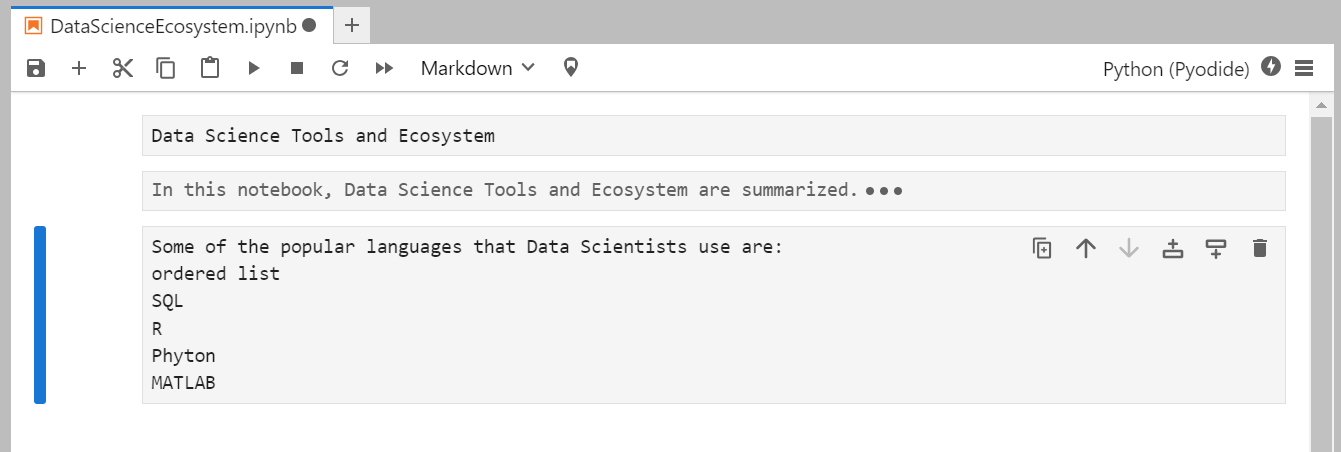 DataScienceEcosystem.ipynb
Markdown
Python (Pyodide)
Data Science Tools and Ecosystem
In this notebook, Data Science Tools and Ecosystem are summarized.
Some of the popular languages that Data Scientists use are:
ordered list
SQL
R
Phyton
MATLAB